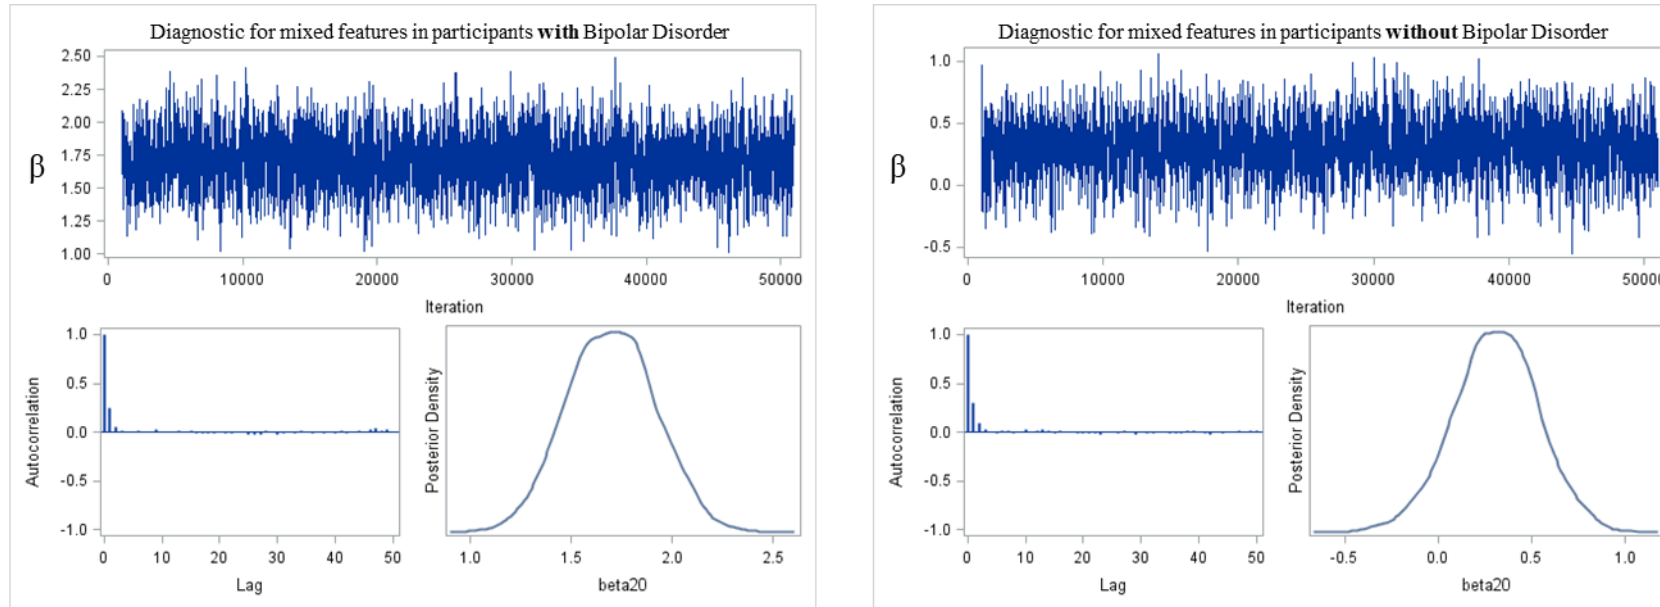 Diagnostic for mixed features in participants with Bipolar Disorder
2.50
2.25
2.00
1.75
1.50
1.25
1.00
β
0 10000 20000 30000 40000 50000
Iteration
1.0
0.5
0.0
-0.5
-1.0
Autocorrelation
0 10 20 30 40 50
Lag
Posterior Density
1.0 1.5 2.0 2.5
beta20
Diagnostic for mixed features in participants without Bipolar Disorder
1.0
0.5
0.0
-0.5
β
0 10000 20000 30000 40000 5000
Iteration
1.0
0.5
0.0
-0.5
-1.0
Autocorrelation
0 10 20 30 40 50
Lag
Posterior Density
-0.5 0.0 0.5 1.0
beta20